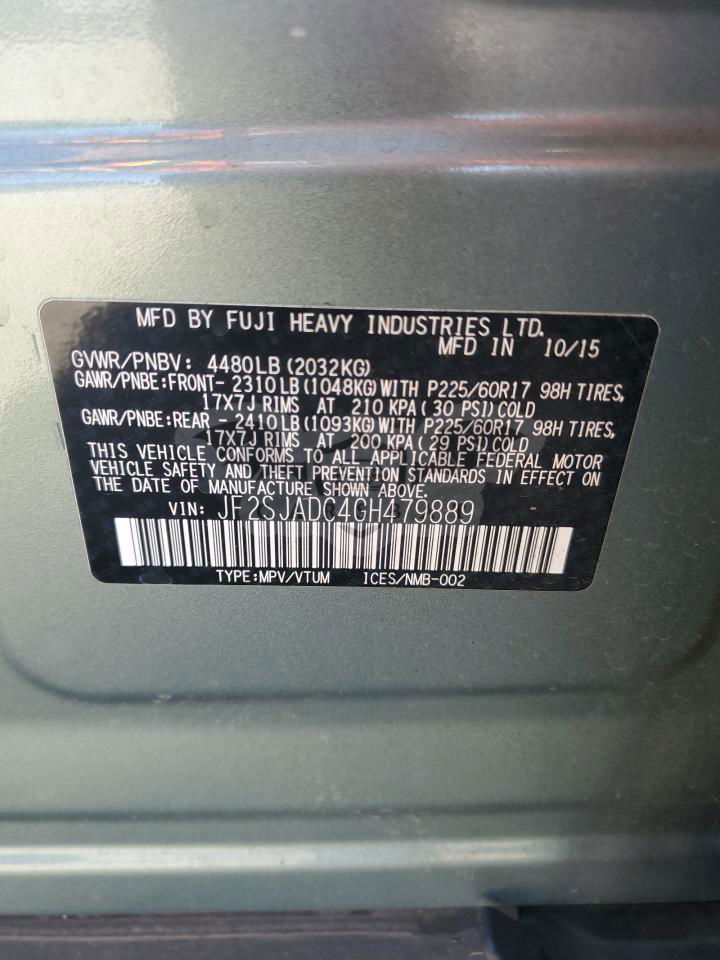 MFD BY FUJI HEAVY INDUSTRIES LTD.
MFD IN 10/15
GVWR/PNBV: 4480LB (2032KG)
GAWR/PNBE:FRONT- 2310LB (1048KG) WITH P225/60R17 98H TIRES,
17X7J RIMS AT 210 KPA ( 30 PSI) COLD
GAWR/PNBE:REAR - 2410LB (1093KG) WITH P225/60R17 98H TIRES,
17X7J RIMS AT 200 KPA ( 29 PSI) COLD
THIS VEHICLE CONFORMS TO ALL APPLICABLE FEDERAL MOTOR
VEHICLE SAFETY AND THEFT PREVENTION STANDARDS IN EFFECT ON
THE DATE OF MANUFACTURE SHOWN ABOVE.
VIN: JF2SJADC4GH479889
TYPE:MPV/VTUM ICES/NMB-002